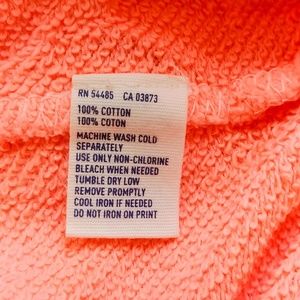 RN 54485 CA 03873
100% COTTON
100% COTON
MACHINE WASH COLD
SEPARATELY
USE ONLY NON-CHLORINE
BLEACH WHEN NEEDED
TUMBLE DRY LOW
REMOVE PROMPTLY
COOL IRON IF NEEDED
DO NOT IRON ON PRINT